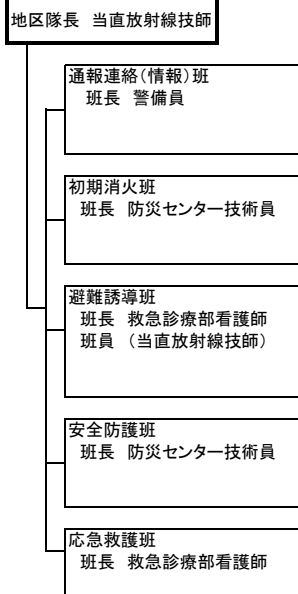 地区隊長 当直放射線技師
通報連絡(情報)班
班長 警備員
初期消火班
班長 防災センター技術員
避難誘導班
班長 救急診療部看護師
班員 (当直放射線技師)
安全防護班
班長 防災センター技術員
応急救護班
班長 救急診療部看護師